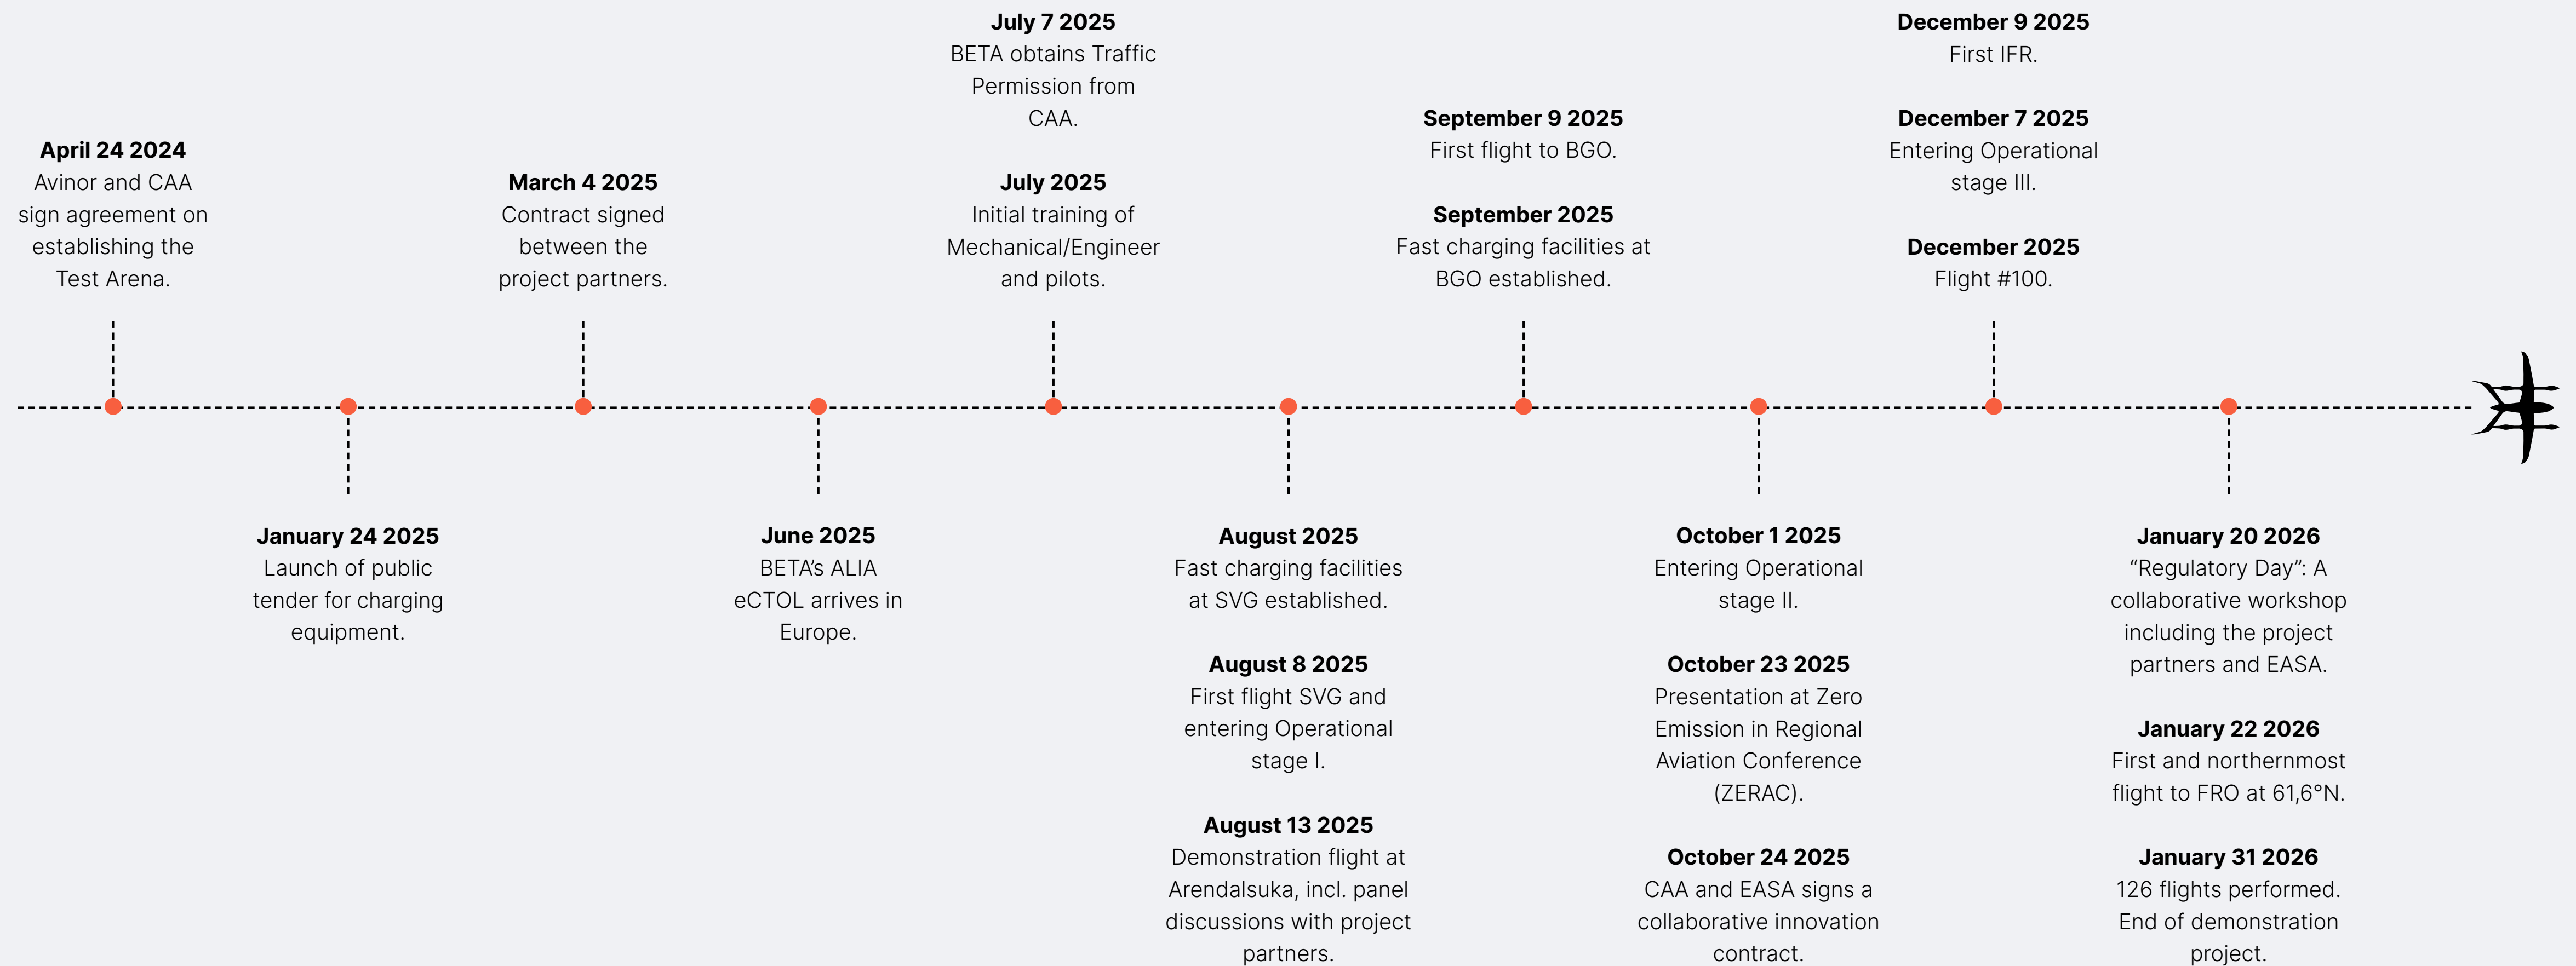 April 24 2024
Avinor and CAA
sign agreement on
establishing the
Test Arena.
January 24 2025
Launch of public
tender for charging
equipment.
March 4 2025
Contract signed
between the
project partners.
June 2025
BETA’s ALIA
eCTOL arrives in
Europe.
July 7 2025
BETA obtains Traffic
Permission from
CAA.
July 2025
Initial training of
Mechanical/Engineer
and pilots.
August 2025
Fast charging facilities
at SVG established.
August 8 2025
First flight SVG and
entering Operational
stage I.
August 13 2025
Demonstration flight at
Arendalsuka, incl. panel
discussions with project
partners.
September 9 2025
First flight to BGO.
September 2025
Fast charging facilities at
BGO established.
October 1 2025
Entering Operational
stage II.
October 23 2025
Presentation at Zero
Emission in Regional
Aviation Conference
(ZERAC).
October 24 2025
CAA and EASA signs a
collaborative innovation
contract.
December 9 2025
First IFR.
December 7 2025
Entering Operational
stage III.
December 2025
Flight #100.
January 20 2026
“Regulatory Day”: A
collaborative workshop
including the project
partners and EASA.
January 22 2026
First and northernmost
flight to FRO at 61,6°N.
January 31 2026
126 flights performed.
End of demonstration
project.